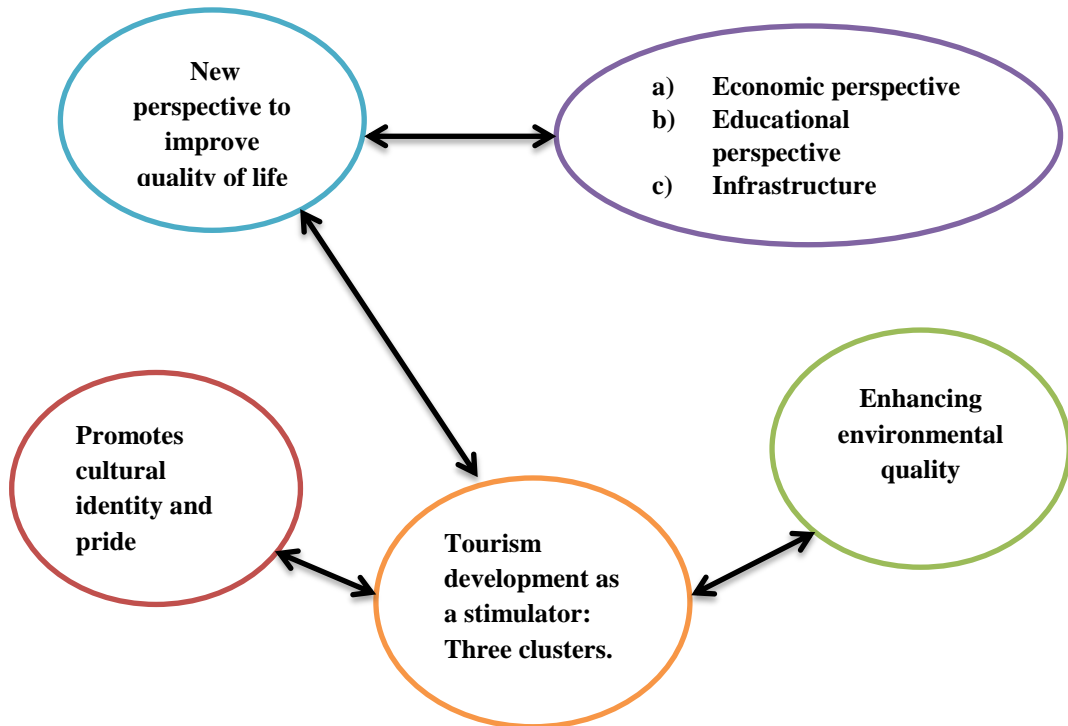 New
perspective to
improve
quality of life
a) Economic perspective
b) Educational
perspective
c) Infrastructure
Promotes
cultural
identity and
pride
Enhancing
environmental
quality
Tourism
development as
a stimulator:
Three clusters.